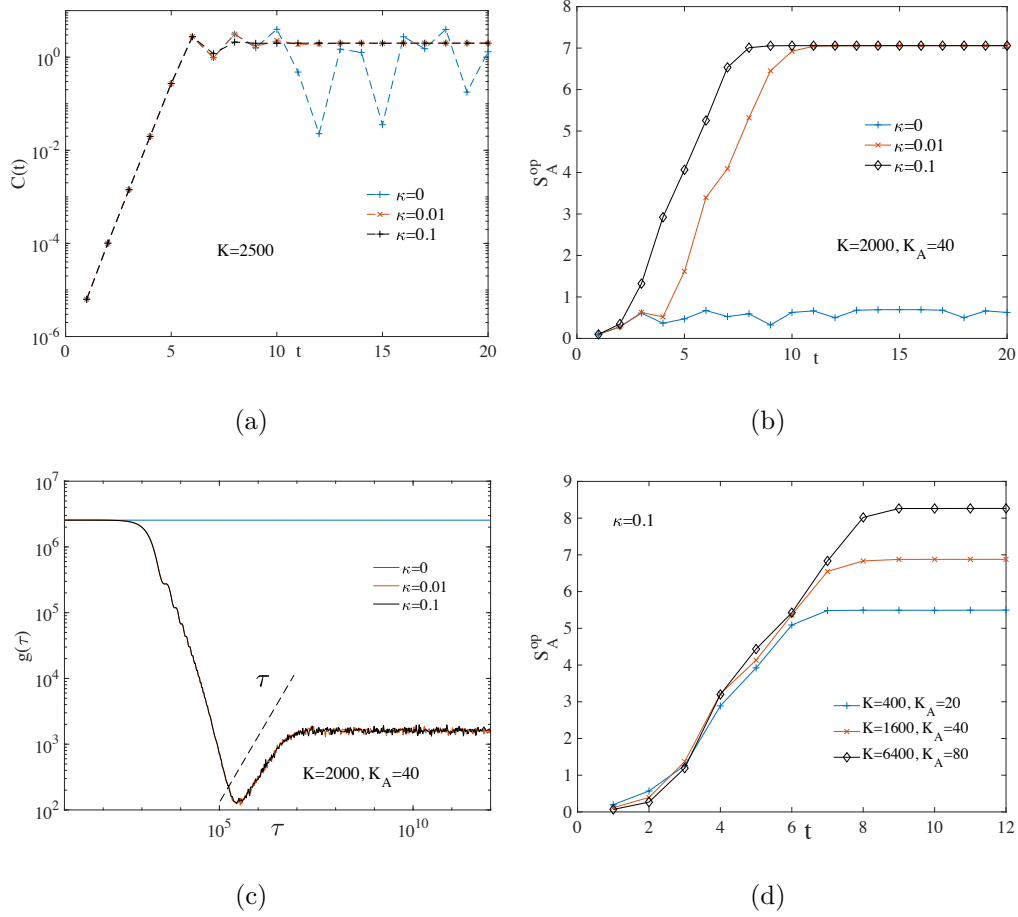 10^0
10^-2
10^-4
10^-6
C(t)
0 5 10 15 20
t
κ=0
κ=0.01
κ=0.1
K=2500
(a)
8
7
6
5
4
3
2
1
0
S_A^op
0 5 10 15 20
t
κ=0
κ=0.01
κ=0.1
K=2000, K_A=40
(b)
10^7
10^6
10^5
10^4
10^3
10^2
g(τ)
κ=0
κ=0.01
κ=0.1
τ
K=2000, K_A=40
10^5 10^10
τ
(c)
9
8
7
6
5
4
3
2
1
0
S_A^op
κ=0.1
K=400, K_A=20
K=1600, K_A=40
K=6400, K_A=80
0 2 4 6 8 10 12
t
(d)